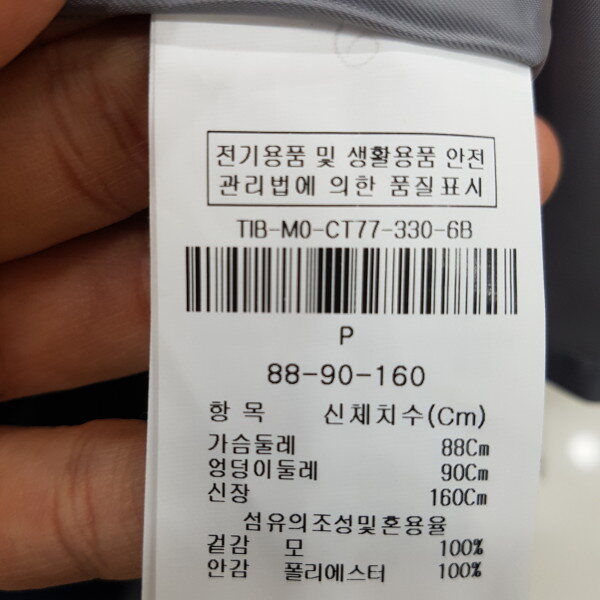 전기용품 및 생활용품 안전
관리법에 의한 품질표시
TIB-MO-CT77-330-6B
P
88-90-160
항 목 신체치수(Cm)
가슴둘레 88Cm
엉덩이둘레 90Cm
신장 160Cm
섬유의조성및혼용율
겉감 모 100%
안감 폴리에스터 100%